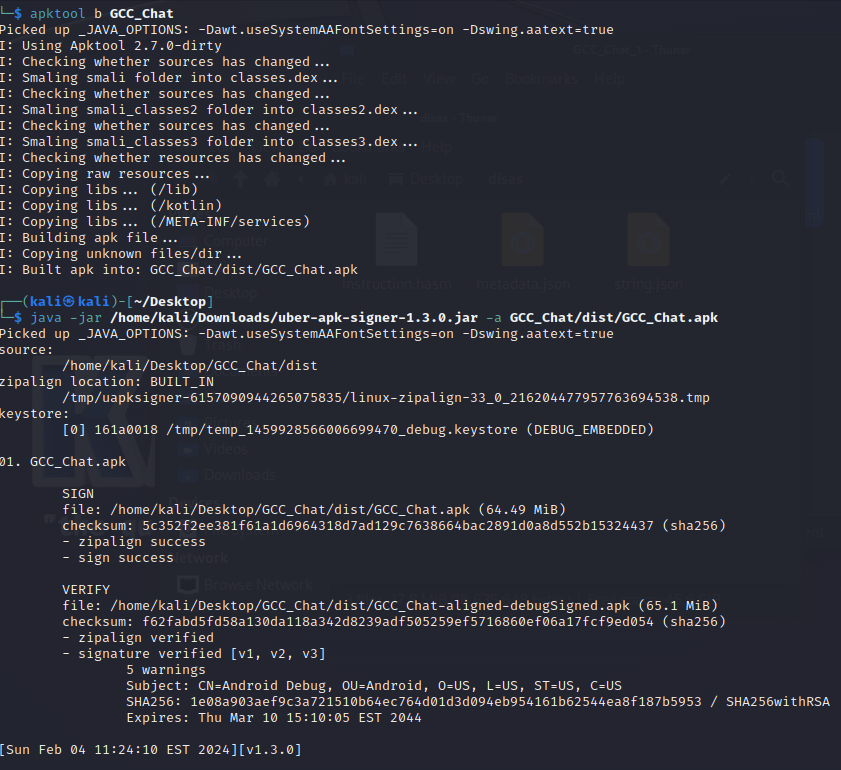 └─$ apktool b GCC_Chat
Picked up _JAVA_OPTIONS: -Dawt.useSystemAAFontSettings=on -Dswing.aatext=true
I: Using Apktool 2.7.0-dirty
I: Checking whether sources has changed...
I: Smaling smali folder into classes.dex...
I: Checking whether sources has changed...
I: Smaling smali_classes2 folder into classes2.dex...
I: Checking whether sources has changed...
I: Smaling smali_classes3 folder into classes3.dex...
I: Checking whether resources has changed...
I: Copying raw resources...
I: Copying libs... (/lib)
I: Copying libs... (/kotlin)
I: Copying libs... (/META-INF/services)
I: Building apk file...
I: Copying unknown files/dir...
I: Built apk into: GCC_Chat/dist/GCC_Chat.apk
┌──(kali㉿kali)-[~/Desktop]
└─$ java -jar /home/kali/Downloads/uber-apk-signer-1.3.0.jar -a GCC_Chat/dist/GCC_Chat.apk
Picked up _JAVA_OPTIONS: -Dawt.useSystemAAFontSettings=on -Dswing.aatext=true
source:
/home/kali/Desktop/GCC_Chat/dist
zipalign location: BUILT_IN
/tmp/uapksigner-6157090944265075835/linux-zipalign-33_0_216204477957763694538.tmp
keystore:
[0] 161a0018 /tmp/temp_1459928566006699470_debug.keystore (DEBUG_EMBEDDED)
01. GCC_Chat.apk
SIGN
file: /home/kali/Desktop/GCC_Chat/dist/GCC_Chat.apk (64.49 MiB)
checksum: 5c352f2ee381f61a1d6964318d7ad129c7638664bac2891d0a8d552b15324437 (sha256)
- zipalign success
- sign success
VERIFY
file: /home/kali/Desktop/GCC_Chat/dist/GCC_Chat-aligned-debugSigned.apk (65.1 MiB)
checksum: f62fabd5fd58a130da118a342d8239adf505259ef5716860ef06a17fcf9ed054 (sha256)
- zipalign verified
- signature verified [v1, v2, v3]
5 warnings
Subject: CN=Android Debug, OU=Android, O=US, L=US, ST=US, C=US
SHA256: 1e08a903aef9c3a721510b64ec764d01d3d094eb954161b62544ea8f187b5953 / SHA256withRSA
Expires: Thu Mar 10 15:10:05 EST 2044
[Sun Feb 04 11:24:10 EST 2024][v1.3.0]